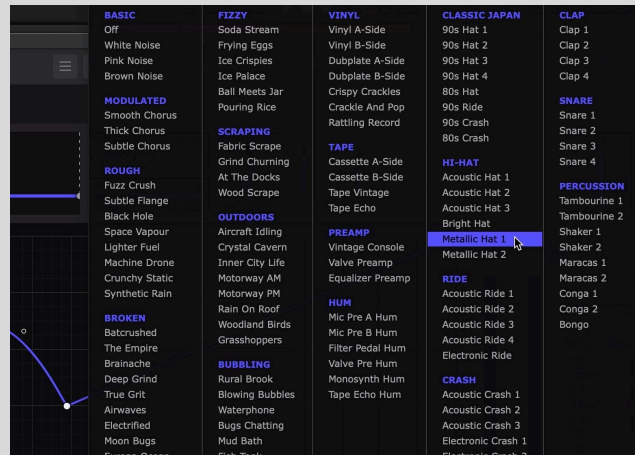 BASIC
Off
White Noise
Pink Noise
Brown Noise
MODULATED
Smooth Chorus
Thick Chorus
Subtle Chorus
ROUGH
Fuzz Crush
Subtle Flange
Black Hole
Space Vapour
Lighter Fuel
Machine Drone
Crunchy Static
Synthetic Rain
BROKEN
Batcrushed
The Empire
Brainache
Deep Grind
True Grit
Airwaves
Electrified
Moon Bugs
FIZZY
Soda Stream
Frying Eggs
Ice Crispies
Ice Palace
Ball Meets Jar
Pouring Rice
SCRAPING
Fabric Scrape
Grind Churning
At The Docks
Wood Scrape
OUTDOORS
Aircraft Idling
Crystal Cavern
Inner City Life
Motorway AM
Motorway PM
Rain On Roof
Woodland Birds
Grasshoppers
BUBBLING
Rural Brook
Blowing Bubbles
Waterphone
Bugs Chatting
Mud Bath
VINYL
Vinyl A-Side
Vinyl B-Side
Dubplate A-Side
Dubplate B-Side
Crispy Crackles
Crackle And Pop
Rattling Record
TAPE
Cassette A-Side
Cassette B-Side
Tape Vintage
Tape Echo
PREAMP
Vintage Console
Valve Preamp
Equalizer Preamp
HUM
Mic Pre A Hum
Mic Pre B Hum
Filter Pedal Hum
Valve Pre Hum
Monosynth Hum
Tape Echo Hum
CLASSIC JAPAN
90s Hat 1
90s Hat 2
90s Hat 3
90s Hat 4
80s Hat
90s Ride
90s Crash
80s Crash
HI-HAT
Acoustic Hat 1
Acoustic Hat 2
Acoustic Hat 3
Bright Hat
Metallic Hat 1
Metallic Hat 2
RIDE
Acoustic Ride 1
Acoustic Ride 2
Acoustic Ride 3
Acoustic Ride 4
Electronic Ride
CRASH
Acoustic Crash 1
Acoustic Crash 2
Acoustic Crash 3
Electronic Crash 1
CLAP
Clap 1
Clap 2
Clap 3
Clap 4
SNARE
Snare 1
Snare 2
Snare 3
Snare 4
PERCUSSION
Tambourine 1
Tambourine 2
Shaker 1
Shaker 2
Maracas 1
Maracas 2
Conga 1
Conga 2
Bongo